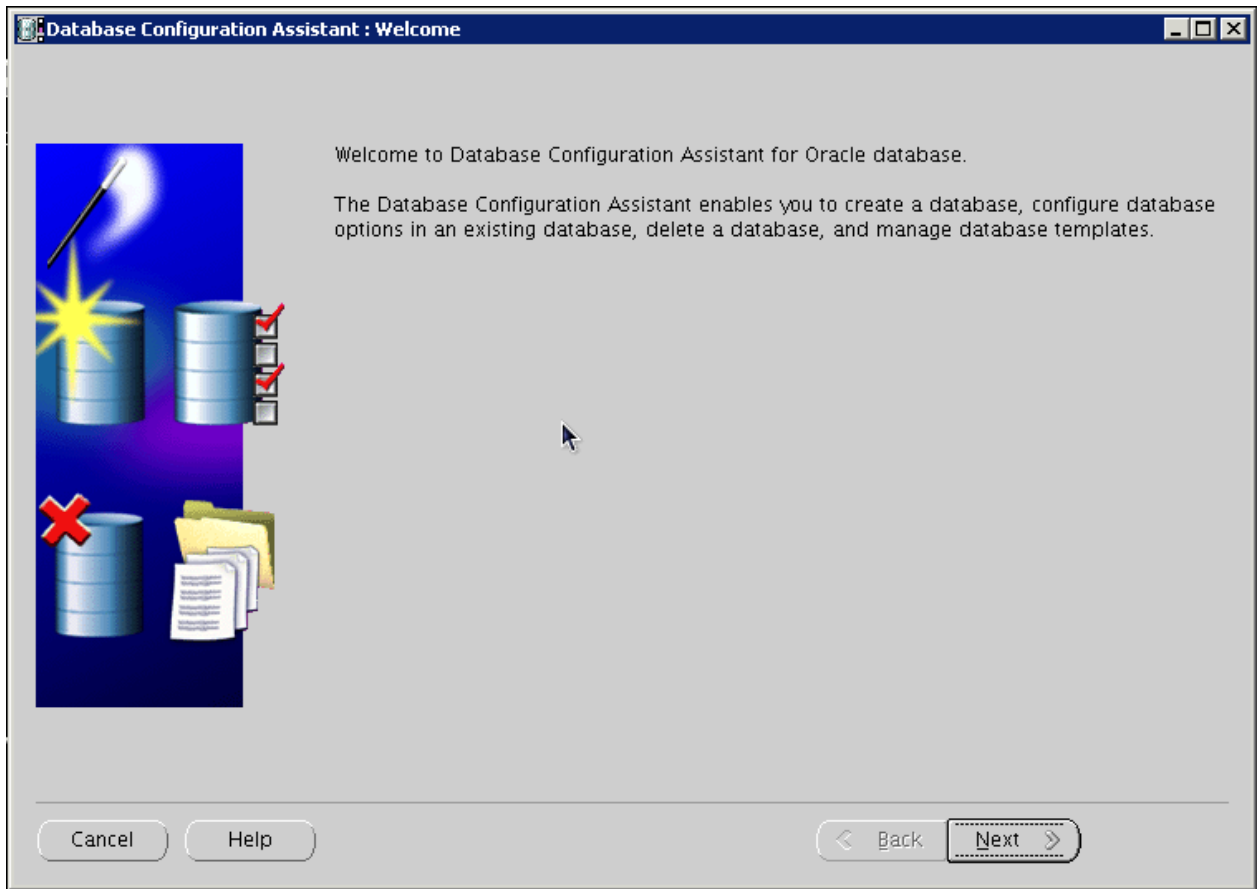 Database Configuration Assistant : Welcome
Welcome to Database Configuration Assistant for Oracle database.
The Database Configuration Assistant enables you to create a database, configure database
options in an existing database, delete a database, and manage database templates.
Cancel
Help
Back
Next